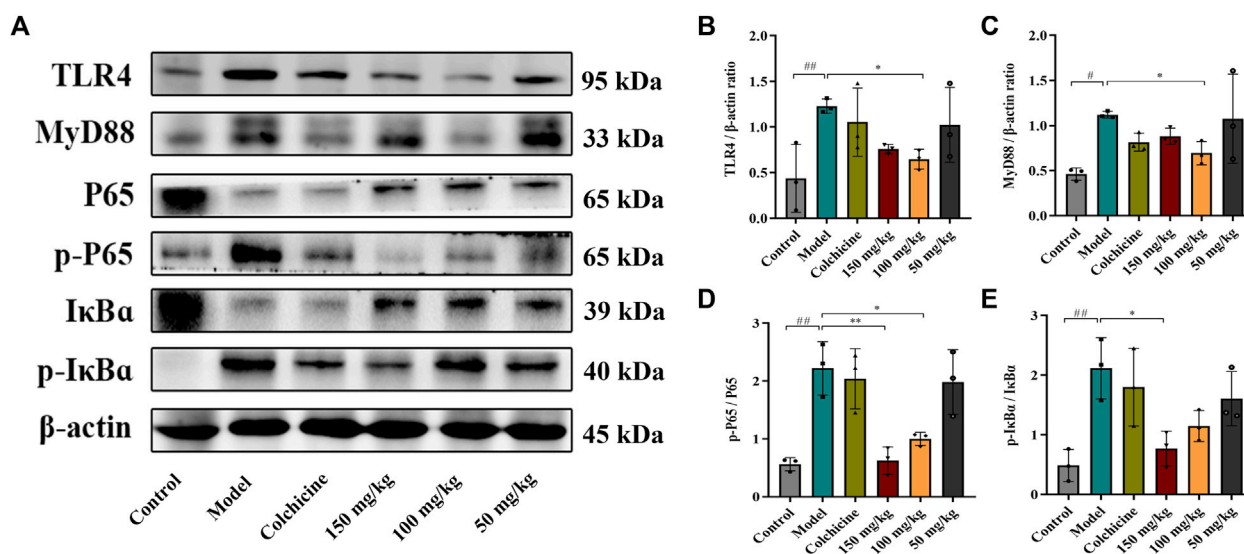 A
TLR4
95 kDa
MyD88
33 kDa
P65
65 kDa
p-P65
65 kDa
IκBα
39 kDa
p-IκBα
40 kDa
β-actin
45 kDa
Control
Model
Colchicine
150 mg/kg
100 mg/kg
50 mg/kg
B
TLR4 / β-actin ratio
2.0
1.5
1.0
0.5
0.0
##
*
Control
Model
Colchicine
150 mg/kg
100 mg/kg
50 mg/kg
C
MyD88 / β-actin ratio
2.0
1.5
1.0
0.5
0.0
#
*
Control
Model
Colchicine
150 mg/kg
100 mg/kg
50 mg/kg
D
p-P65 / P65
3
2
1
0
##
**
*
Control
Model
Colchicine
150 mg/kg
100 mg/kg
50 mg/kg
E
p-IκBα / IκBα
3
2
1
0
##
*
Control
Model
Colchicine
150 mg/kg
100 mg/kg
50 mg/kg